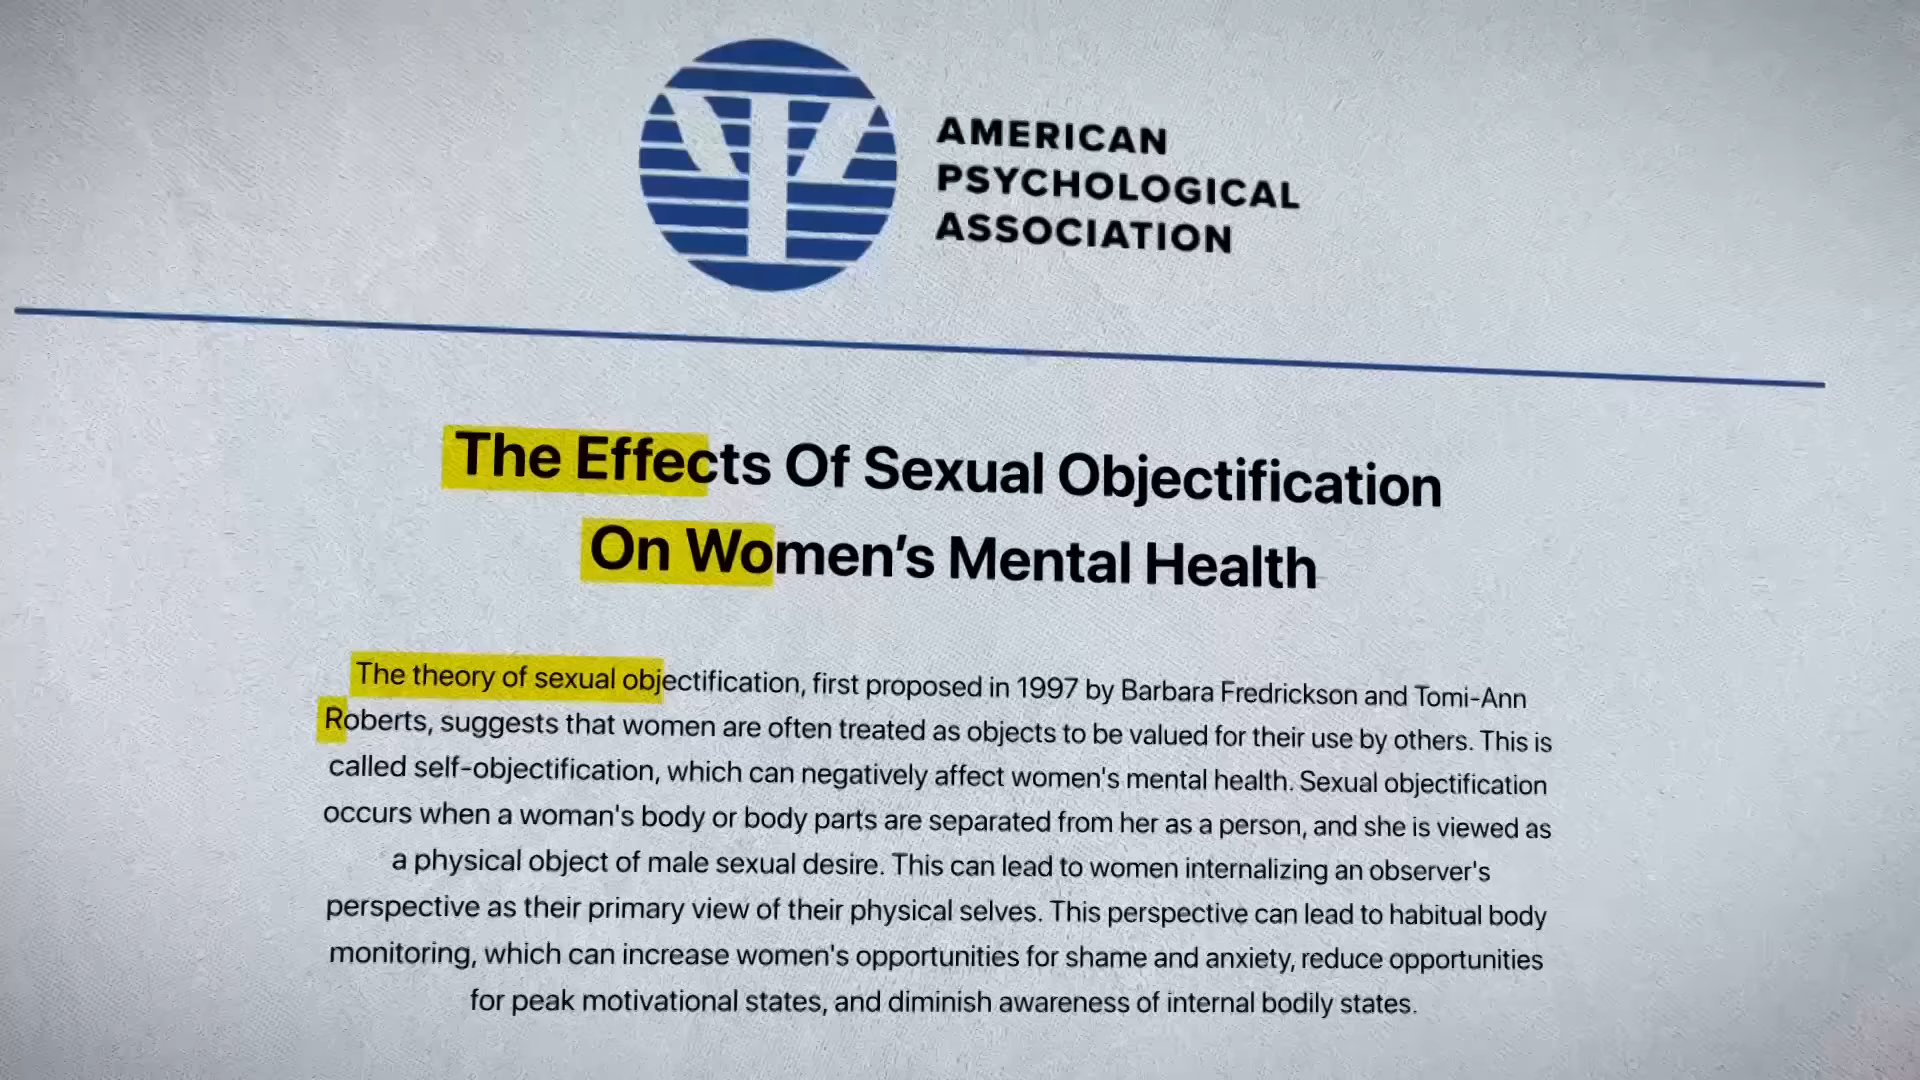 AMERICAN
PSYCHOLOGICAL
ASSOCIATION
The Effects Of Sexual Objectification
On Women’s Mental Health
The theory of sexual objectification, first proposed in 1997 by Barbara Fredrickson and Tomi-Ann
Roberts, suggests that women are often treated as objects to be valued for their use by others. This is
called self-objectification, which can negatively affect women's mental health. Sexual objectification
occurs when a woman's body or body parts are separated from her as a person, and she is viewed as
a physical object of male sexual desire. This can lead to women internalizing an observer's
perspective as their primary view of their physical selves. This perspective can lead to habitual body
monitoring, which can increase women's opportunities for shame and anxiety, reduce opportunities
for peak motivational states, and diminish awareness of internal bodily states.